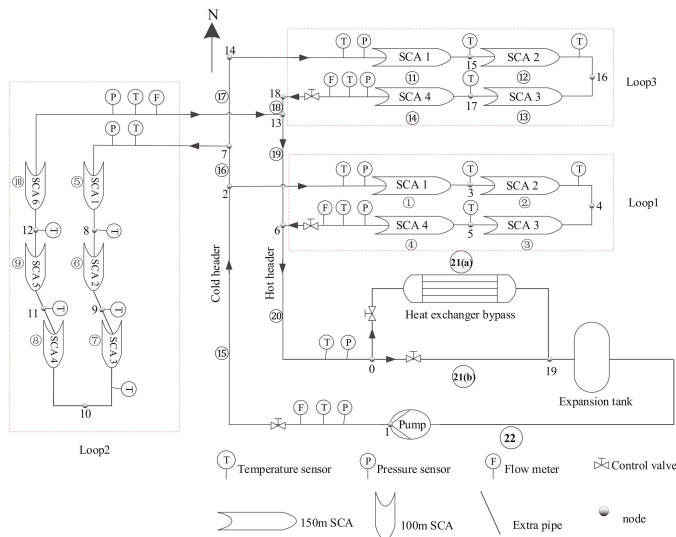 N
14
T P SCA 1 T SCA 2 T
15
⑪ ⑫
16
Loop3
F T P SCA 4 T SCA 3
18
17
⑭ ⑬
⑰
⑱
13
P T F
P T
7
⑲
⑯
2
T P SCA 1 T SCA 2 T
3
① ②
4
Loop1
F T P SCA 4 T SCA 3
6
5
④ ③
⑩ SCA 6 ⑤ SCA 1
12 T 8 T
⑨ SCA 5 ⑥ SCA 2
11 T 9 T
⑧ SCA 4 ⑦ SCA 3
T
10
Loop2
Cold header
Hot header
⑮
⑳
21(a)
Heat exchanger bypass
T P
0
21(b)
19
Expansion tank
F T P
1 Pump
22
T Temperature sensor P Pressure sensor F Flow meter Control valve
150m SCA 100m SCA Extra pipe node